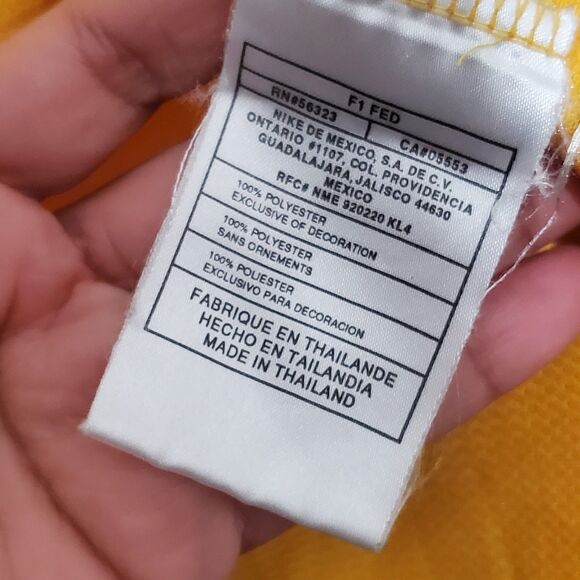 F1 FED
RN#56323 CA#05553
NIKE DE MEXICO, S.A. DE C.V.
ONTARIO #1107, COL. PROVIDENCIA
GUADALAJARA, JALISCO 44630
MEXICO
RFC# NME 920220 KL4
100% POLYESTER
EXCLUSIVE OF DECORATION
100% POLYESTER
SANS ORNEMENTS
100% POLIESTER
EXCLUSIVO PARA DECORACION
FABRIQUE EN THAILANDE
HECHO EN TAILANDIA
MADE IN THAILAND